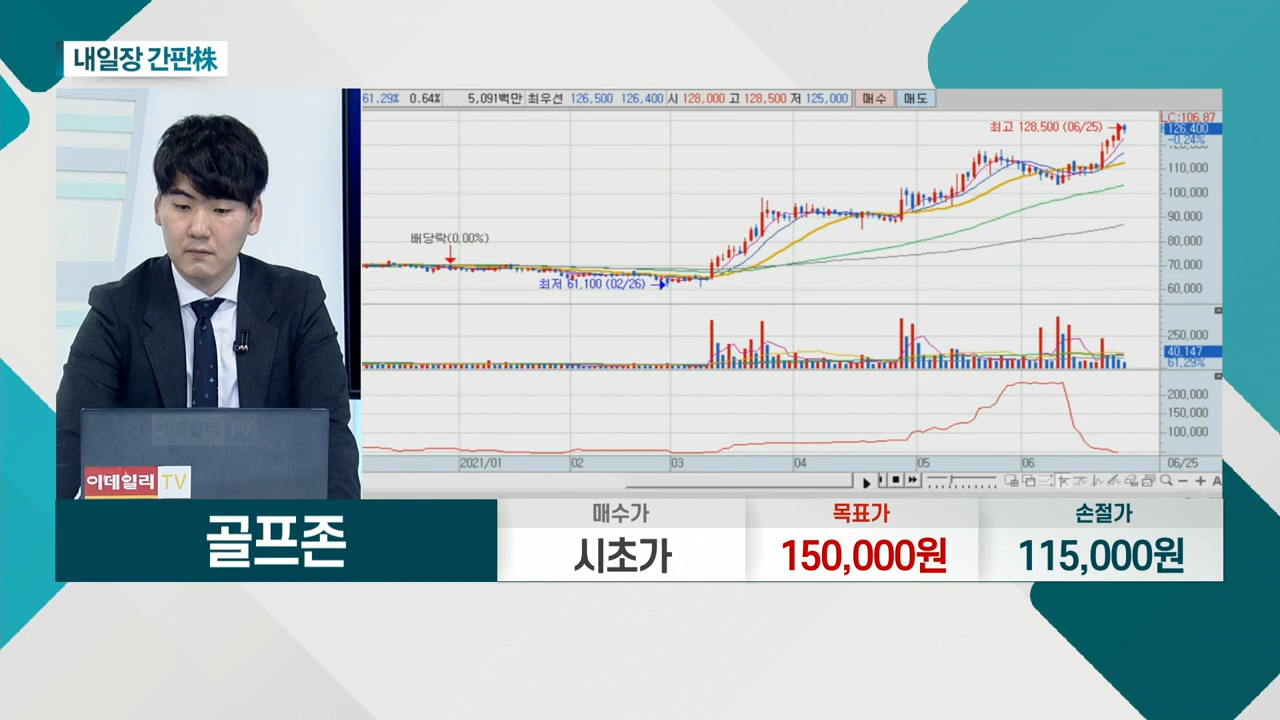 내일장 간판株
61.29% 0.64% 5,091백만 최우선 126,500 126,400 시 128,000 고 128,500 저 125,000 매수 매도
LC:106.87
최고 128,500 (06/25)
126,400
-0.24%
120,000
110,000
100,000
90,000
배당락(0.00%)
80,000
70,000
최저 61,100 (02/26)
60,000
250,000
40,147
61.29%
200,000
150,000
100,000
2021/01 02 03 04 05 06 06/25
A
이데일리 TV
골프존
매수가 목표가 손절가
시초가 150,000원 115,000원